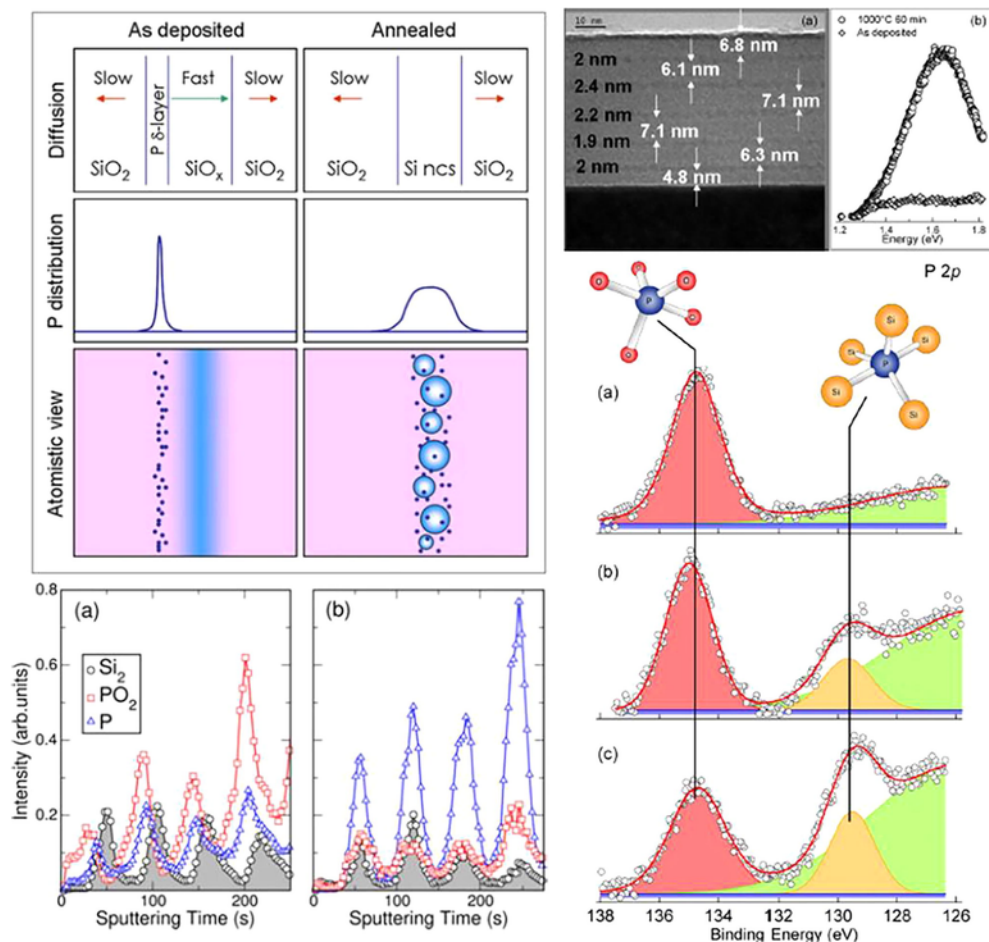 As deposited
Annealed
Diffusion
Slow
P δ-layer
Fast
Slow
SiO₂
SiOₓ
SiO₂
Slow
Slow
SiO₂
Si ncs
SiO₂
P distribution
Atomistic view
10 nm
(a)
6.8 nm
2 nm
6.1 nm
2.4 nm
7.1 nm
2.2 nm
7.1 nm
1.9 nm
6.3 nm
2 nm
4.8 nm
1000°C 60 min
As deposited
(b)
1.2 1.4 1.6 1.8
Energy (eV)
P 2p
P
Si
Si
P
Si
Si
(a)
(b)
(c)
138 136 134 132 130 128 126
Binding Energy (eV)
(a)
Si₂
PO₂
P
0.8
0.6
0.4
0.2
Intensity (arb.units)
0 100 200
Sputtering Time (s)
(b)
0 100 200
Sputtering Time (s)